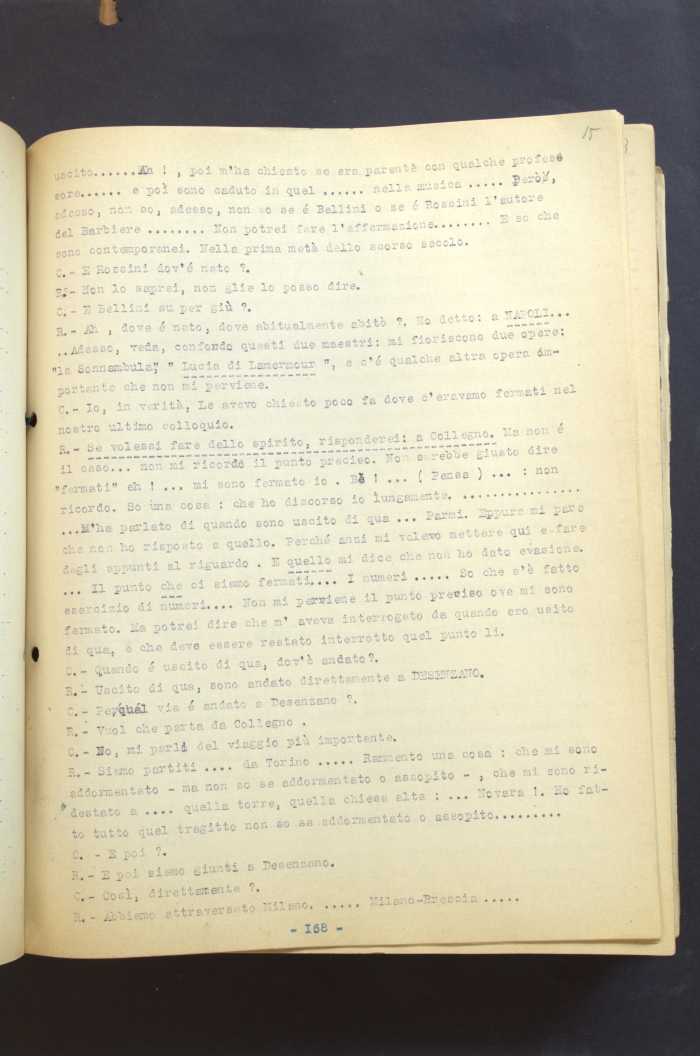 15
uscito......Ah ! , poi m'ha chiesto se era parente con qualche profes
sore...... e poi sono caduto in quel ...... nella musica ..... Però,
adesso, non so, adesso, non so se é Bellini o se é Rossini l'autore
del Barbiere ........ Non potrei fare l'affermazione........ E so che
sono contemporanei. Nella prima metà dello scorso secolo.
C.- E Rossini dov'é nato ?.
R.- Non lo saprei, non glie lo posso dire.
C.- E Bellini su per giù ?.
R.- Ah , dove é nato, dove abitualmente abitò ?. Ho detto: a NAPOLI...
..Adesso, veda, confondo questi due maestri: mi fioriscono due opere:
"la Sonnambula", " Lucia di Lamermour ", e c'é qualche altra opera im-
portante che non mi perviene.
C.- Io, in verità, Le avevo chiesto poco fa dove c'eravamo fermati nel
nostro ultimo colloquio.
R.- Se volessi fare dello spirito, risponderei: a Collegno. Ma non é
il caso... non mi ricordo il punto preciso. Non sarebbe giusto dire
"fermati" eh ! ... mi sono fermato io . Bè ! ... ( Pensa ) ... : non
ricordo. So una cosa : che ho discorso io lungamente. ................
...M'ha parlato di quando sono uscito di qua ... Parmi. Eppure mi pare
che non ho risposto a quello. Perché anzi mi volevo mettere qui e fare
degli appunti al riguardo . E quello mi dice che non ho dato evasione.
... Il punto che ci siamo fermati.... I numeri ..... So che s'è fatto
esercizio di numeri.... Non mi perviene il punto preciso ove mi sono
fermato. Ma potrei dire che m' aveva interrogato da quando ero usito
di qua, e che deve essere restato interrotto quel punto lì.
C.- Quando é uscito di qua, dov'è andato?.
R.- Uscito di qua, sono andato direttamente a DESENZANO.
C.- Per quál via é andato a Desenzano ?.
R.- Vuol che parta da Collegno .
C.- No, mi parli del viaggio più importante.
R.- Siamo partiti .... da Torino ..... Rammento una cosa : che mi sono
addormentato - ma non so se addormentato o assopito - , che mi sono ri-
destato a .... quella torre, quella chiesa alta : ... Novara !. Ho fat-
to tutto quel tragitto non so se addormentato o assopito.........
C. - E poi ?.
R.- E poi siamo giunti a Desenzano.
C.- Così, direttamente ?.
R.- Abbiamo attraversato Milano. ..... Milano-Brescia .....
- 168 -